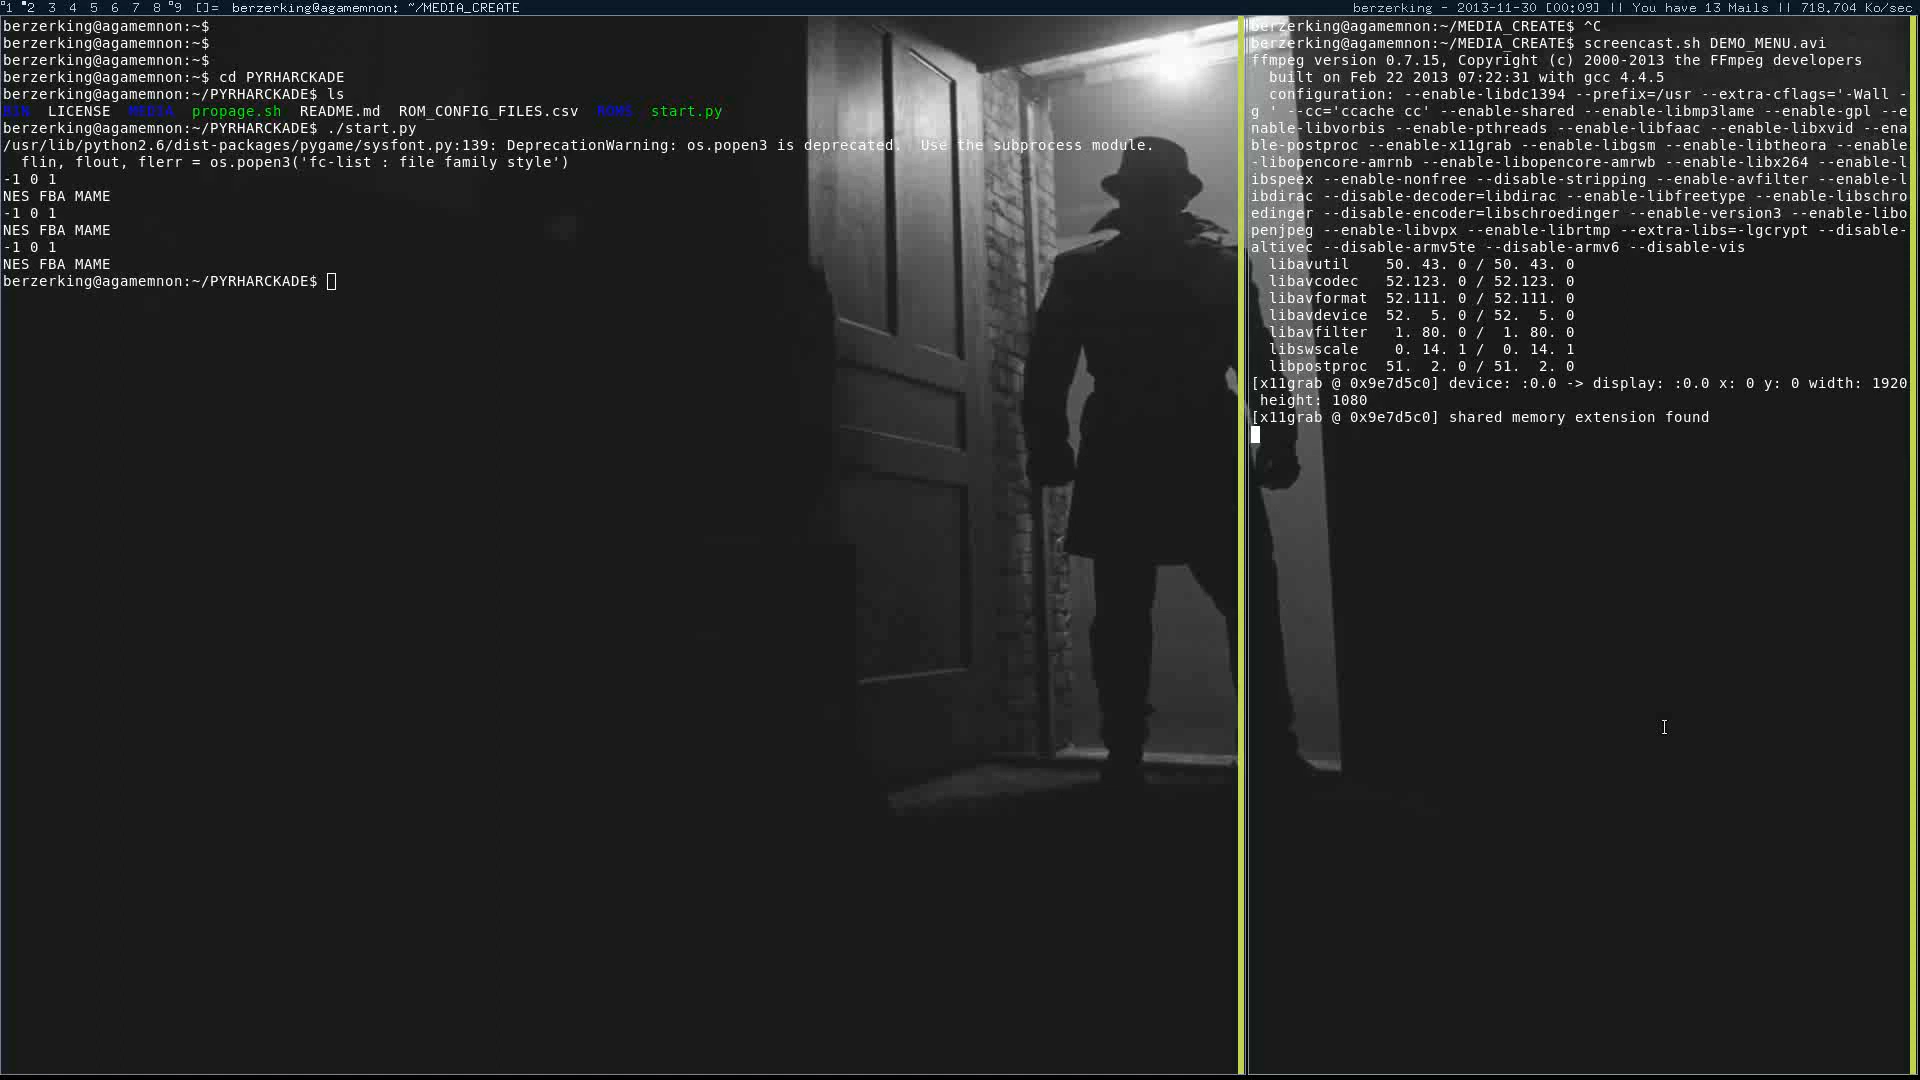 1 2 3 4 5 6 7 8 9 []= berzerking@agamemnon: ~/MEDIA_CREATE
berzerking - 2013-11-30 [00:09] || You have 13 Mails || 718.704 Ko/sec
berzerking@agamemnon:~$
berzerking@agamemnon:~$
berzerking@agamemnon:~$
berzerking@agamemnon:~$ cd PYRHARCKADE
berzerking@agamemnon:~/PYRHARCKADE$ ls
BIN LICENSE MEDIA propage.sh README.md ROM_CONFIG_FILES.csv ROMS start.py
berzerking@agamemnon:~/PYRHARCKADE$ ./start.py
/usr/lib/python2.6/dist-packages/pygame/sysfont.py:139: DeprecationWarning: os.popen3 is deprecated.  Use the subprocess module.
  flin, flout, flerr = os.popen3('fc-list : file family style')
-1 0 1
NES FBA MAME
-1 0 1
NES FBA MAME
-1 0 1
NES FBA MAME
berzerking@agamemnon:~/PYRHARCKADE$
berzerking@agamemnon:~/MEDIA_CREATE$ ^C
berzerking@agamemnon:~/MEDIA_CREATE$ screencast.sh DEMO_MENU.avi
ffmpeg version 0.7.15, Copyright (c) 2000-2013 the FFmpeg developers
  built on Feb 22 2013 07:22:31 with gcc 4.4.5
  configuration: --enable-libdc1394 --prefix=/usr --extra-cflags='-Wall -
g ' --cc='ccache cc' --enable-shared --enable-libmp3lame --enable-gpl --e
nable-libvorbis --enable-pthreads --enable-libfaac --enable-libxvid --ena
ble-postproc --enable-x11grab --enable-libgsm --enable-libtheora --enable
-libopencore-amrnb --enable-libopencore-amrwb --enable-libx264 --enable-l
ibspeex --enable-nonfree --disable-stripping --enable-avfilter --enable-l
ibdirac --disable-decoder=libdirac --enable-libfreetype --enable-libschro
edinger --disable-encoder=libschroedinger --enable-version3 --enable-libo
penjpeg --enable-libvpx --enable-librtmp --extra-libs=-lgcrypt --disable-
altivec --disable-armv5te --disable-armv6 --disable-vis
  libavutil    50. 43. 0 / 50. 43. 0
  libavcodec   52.123. 0 / 52.123. 0
  libavformat  52.111. 0 / 52.111. 0
  libavdevice  52.  5. 0 / 52.  5. 0
  libavfilter   1. 80. 0 /  1. 80. 0
  libswscale    0. 14. 1 /  0. 14. 1
  libpostproc  51.  2. 0 / 51.  2. 0
[x11grab @ 0x9e7d5c0] device: :0.0 -> display: :0.0 x: 0 y: 0 width: 1920
 height: 1080
[x11grab @ 0x9e7d5c0] shared memory extension found